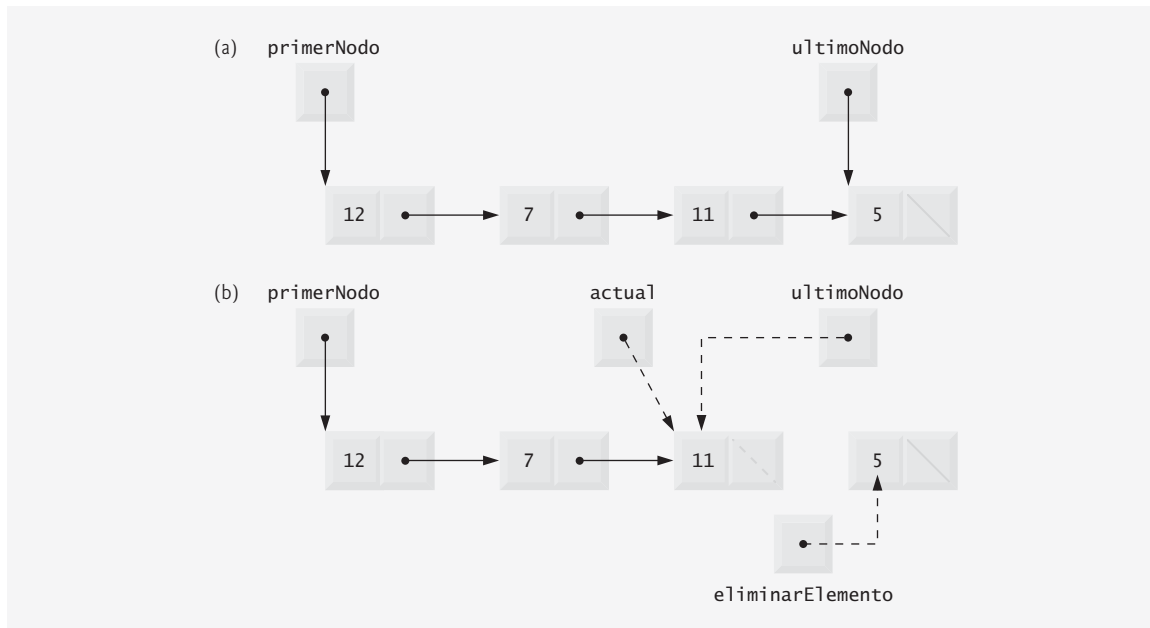 (a) primerNodo ultimoNodo
12 7 11 5
(b) primerNodo actual ultimoNodo
12 7 11 5
eliminarElemento